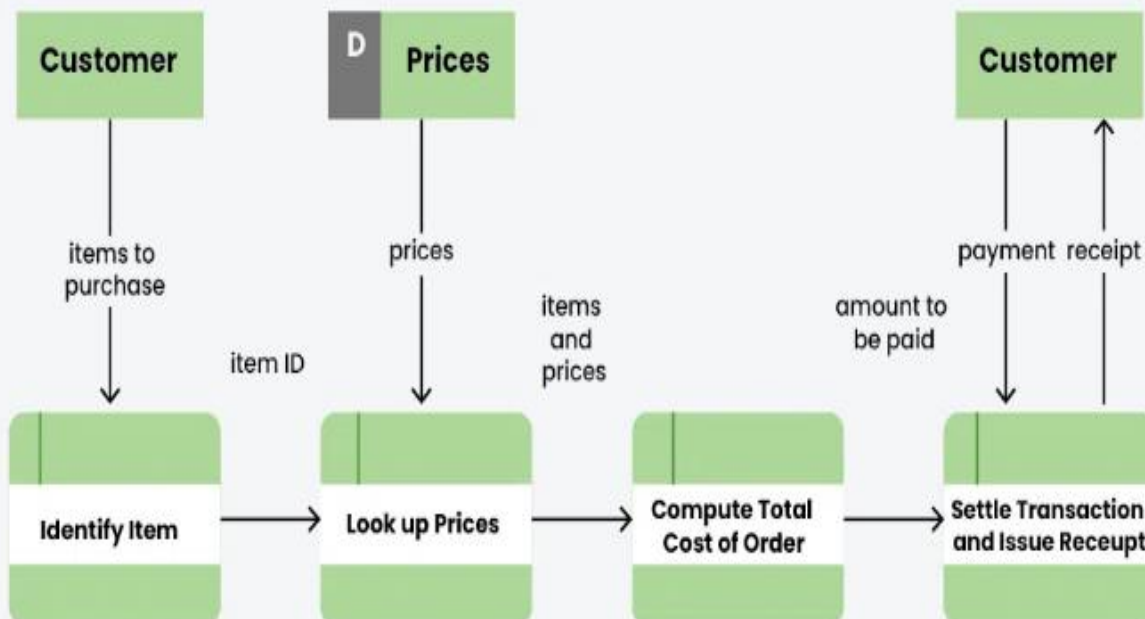 Customer
D
Prices
Customer
items to
purchase
prices
payment
receipt
item ID
items
and
prices
amount to
be paid
Identify Item
Look up Prices
Compute Total
Cost of Order
Settle Transaction
and Issue Receupt